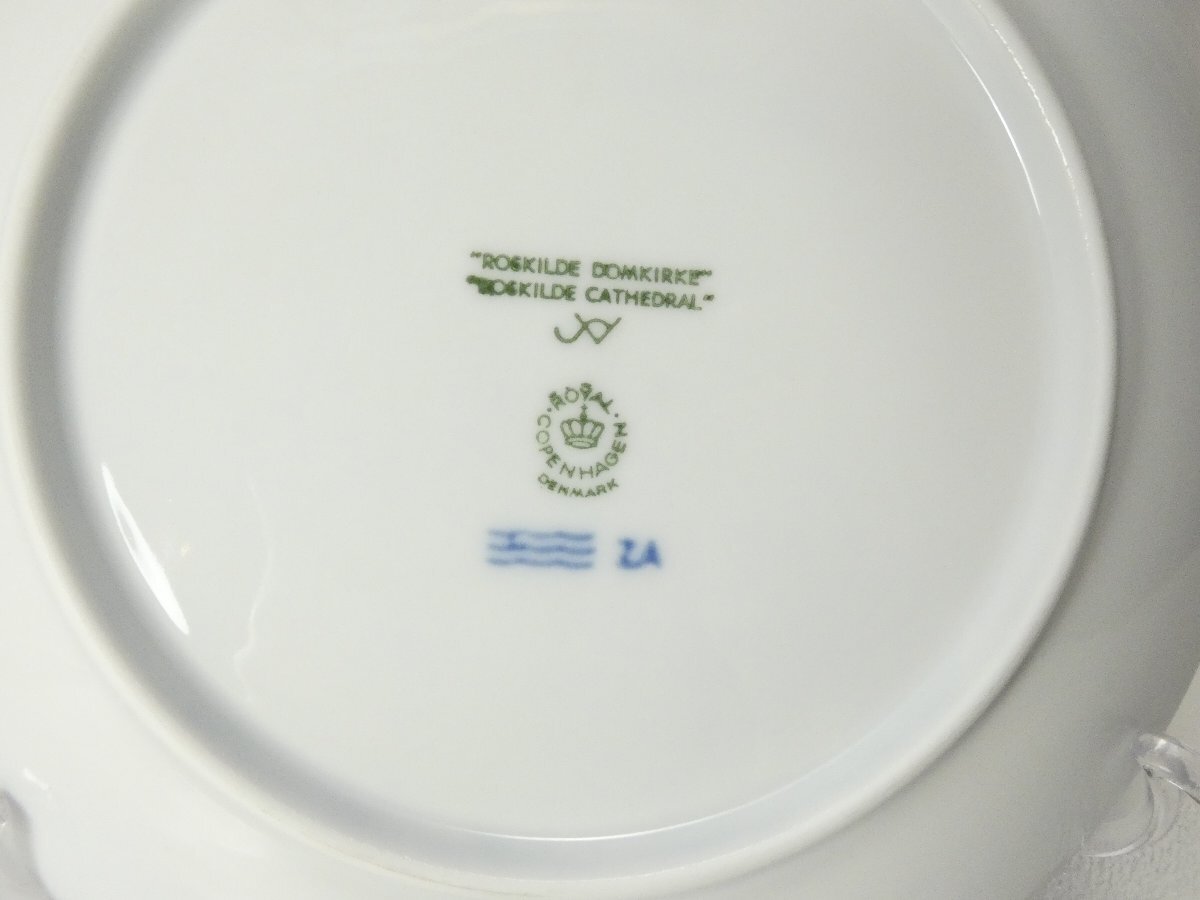 "ROSKILDE DOMKIRKE"
"ROSKILDE CATHEDRAL"
ROYAL
COPENHAGEN
DENMARK
ZA